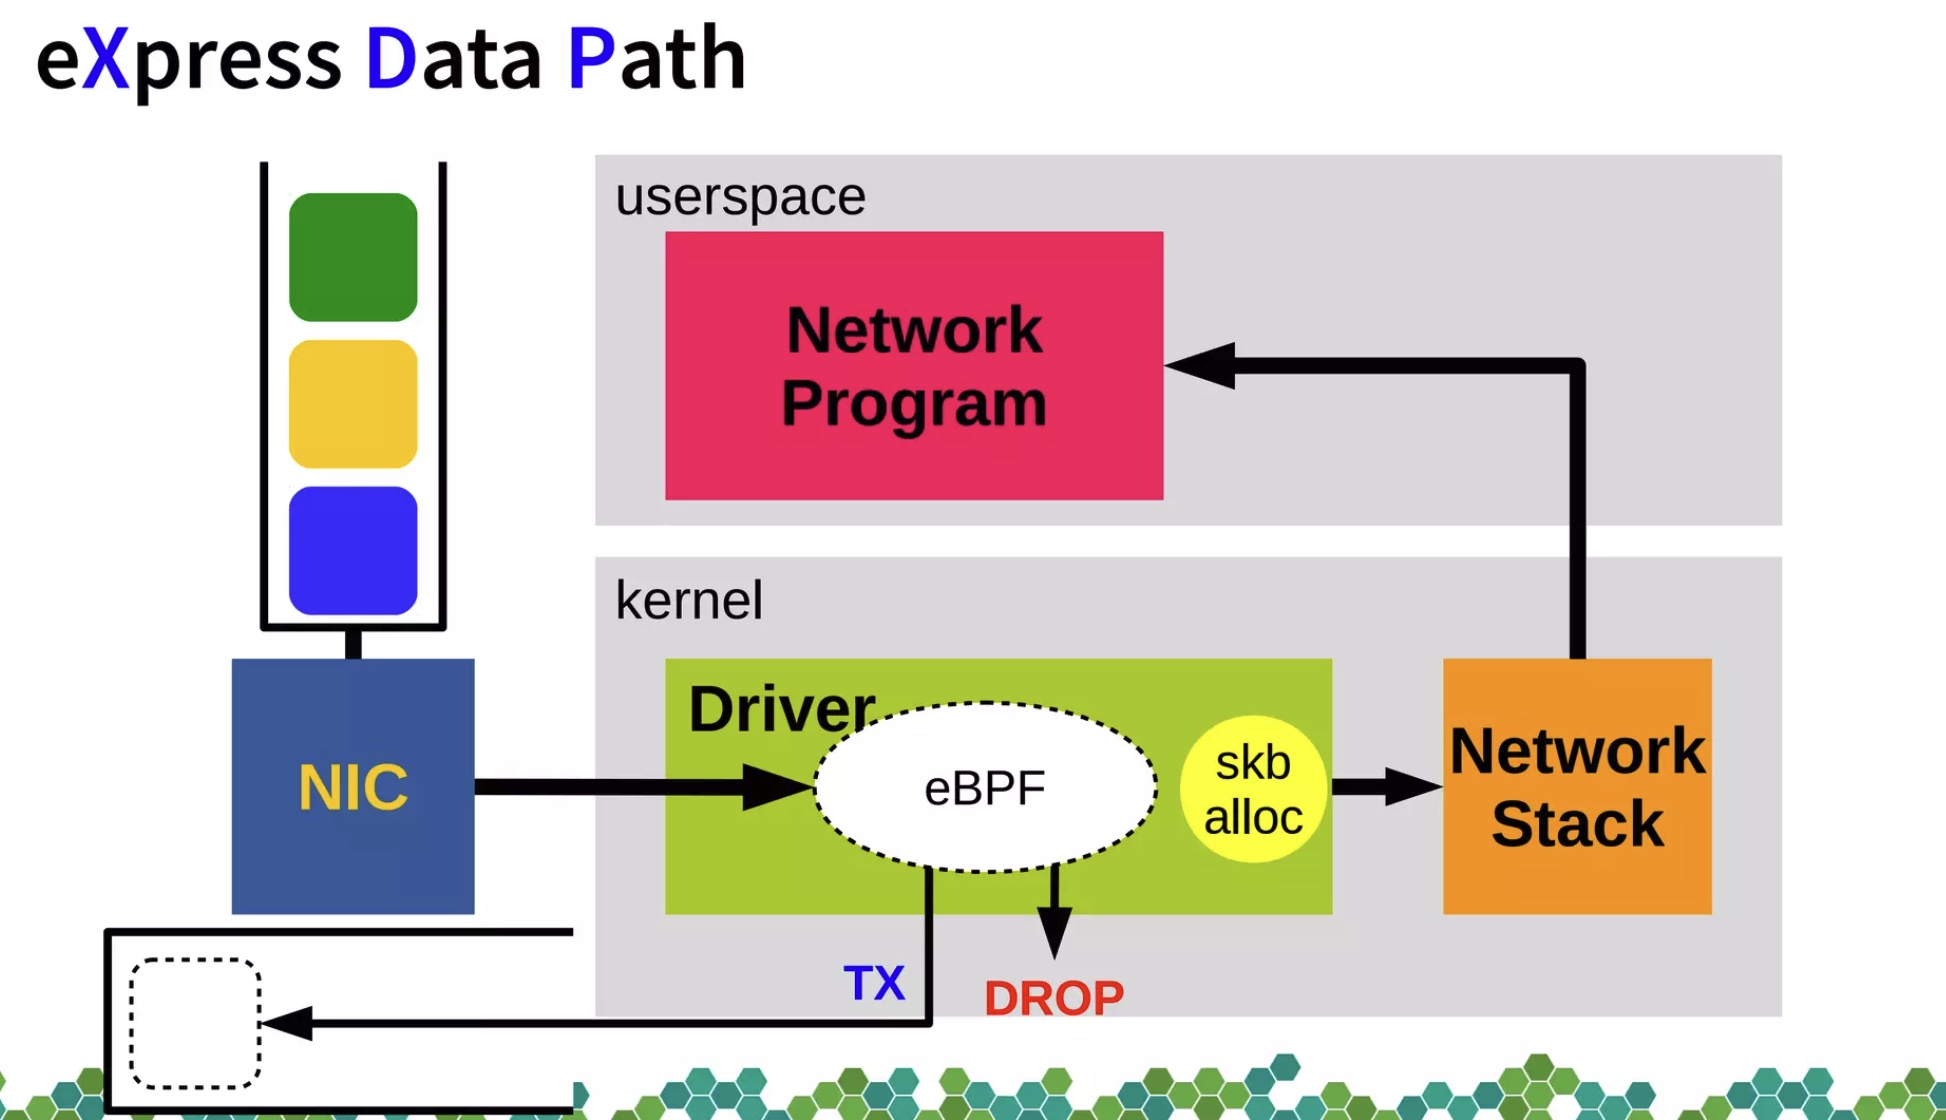 eXpress Data Path
userspace
Network
Program
kernel
Driver
NIC
eBPF
skb
alloc
Network
Stack
TX
DROP